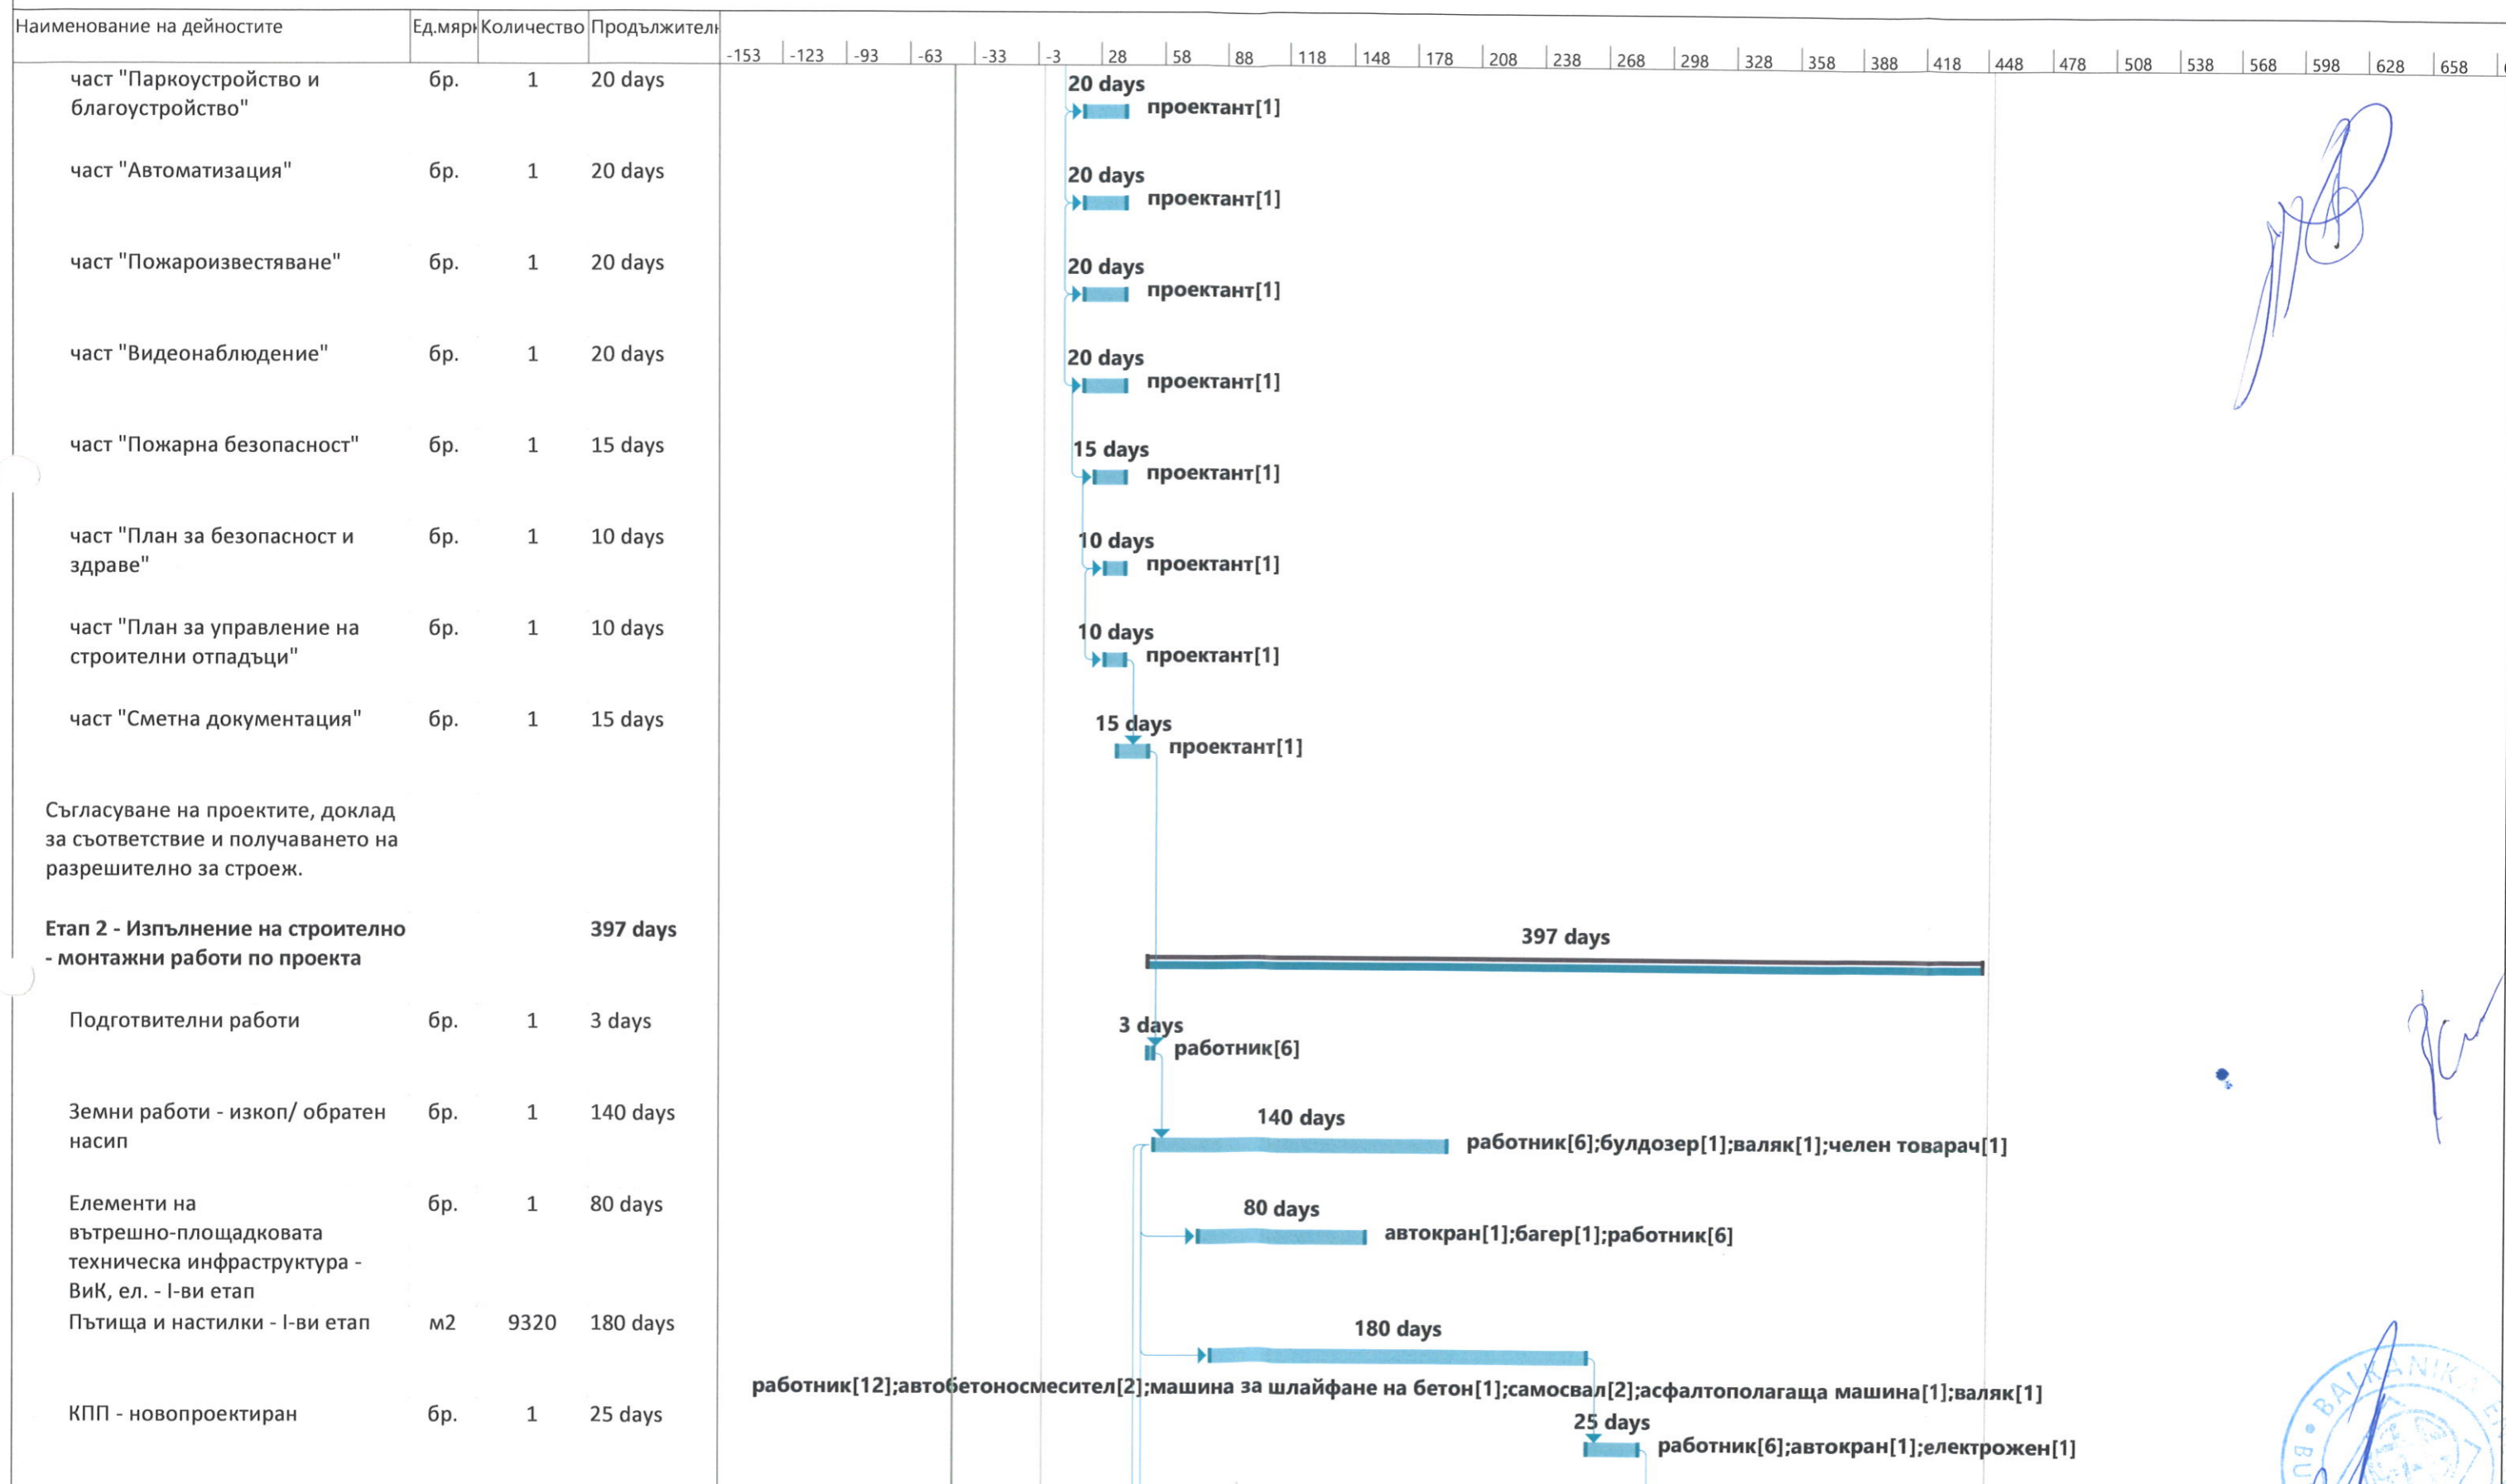 Наименование на дейностите Ед.мярк Количество Продължителн
-153 -123 -93 -63 -33 -3 28 58 88 118 148 178 208 238 268 298 328 358 388 418 448 478 508 538 568 598 628 658
част "Паркоустройство и бр. 1 20 days
благоустройство"
20 days
проектант[1]
част "Автоматизация" бр. 1 20 days
20 days
проектант[1]
част "Пожароизвестяване" бр. 1 20 days
20 days
проектант[1]
част "Видеонаблюдение" бр. 1 20 days
20 days
проектант[1]
част "Пожарна безопасност" бр. 1 15 days
15 days
проектант[1]
част "План за безопасност и бр. 1 10 days
здраве"
10 days
проектант[1]
част "План за управление на бр. 1 10 days
строителни отпадъци"
10 days
проектант[1]
част "Сметна документация" бр. 1 15 days
15 days
проектант[1]
Съгласуване на проектите, доклад
за съответствие и получаването на
разрешително за строеж.
Етап 2 - Изпълнение на строително 397 days
- монтажни работи по проекта
397 days
Подготвителни работи бр. 1 3 days
3 days
работник[6]
Земни работи - изкоп/ обратен бр. 1 140 days
насип
140 days
работник[6];булдозер[1];валяк[1];челен товарач[1]
Елементи на бр. 1 80 days
вътрешно-площадковата
техническа инфраструктура -
ВиК, ел. - I-ви етап
80 days
автокран[1];багер[1];работник[6]
Пътища и настилки - I-ви етап м2 9320 180 days
180 days
работник[12];автобетоносмесител[2];машина за шлайфане на бетон[1];самосвал[2];асфалтополагаща машина[1];валяк[1]
КПП - новопроектиран бр. 1 25 days
25 days
работник[6];автокран[1];електрожен[1]
BALKANIKA